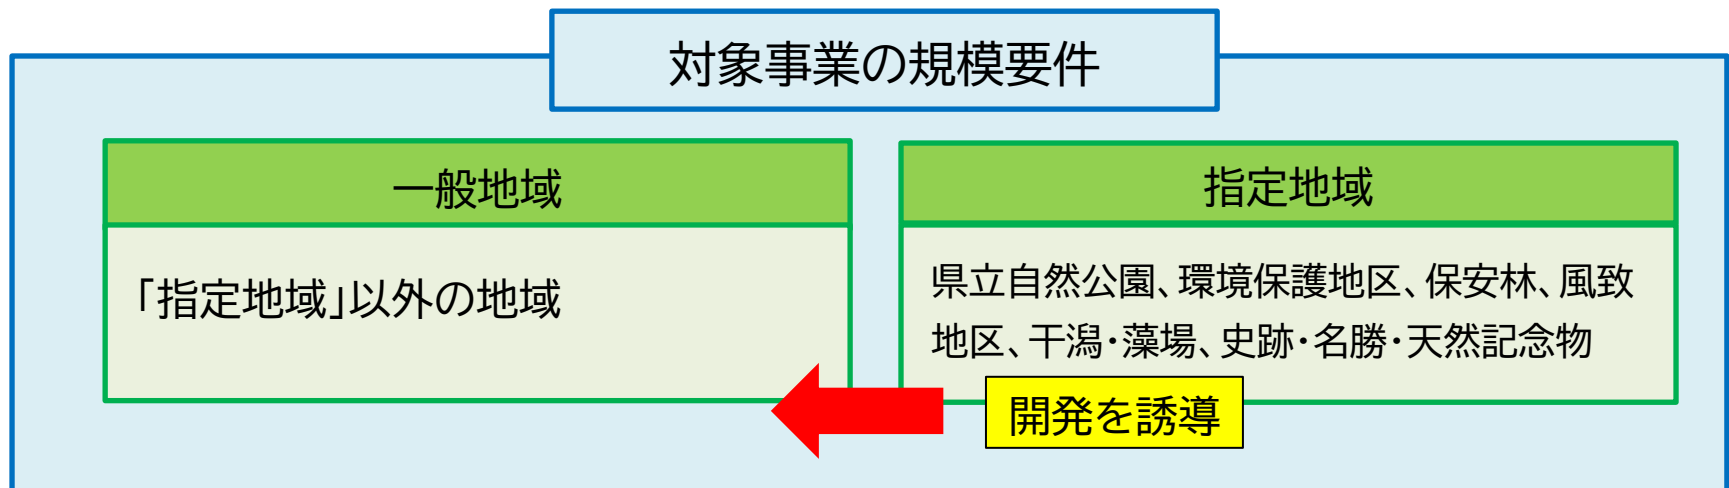 対象事業の規模要件
一般地域
「指定地域」以外の地域
指定地域
県立自然公園、環境保護地区、保安林、風致
地区、干潟・藻場、史跡・名勝・天然記念物
開発を誘導